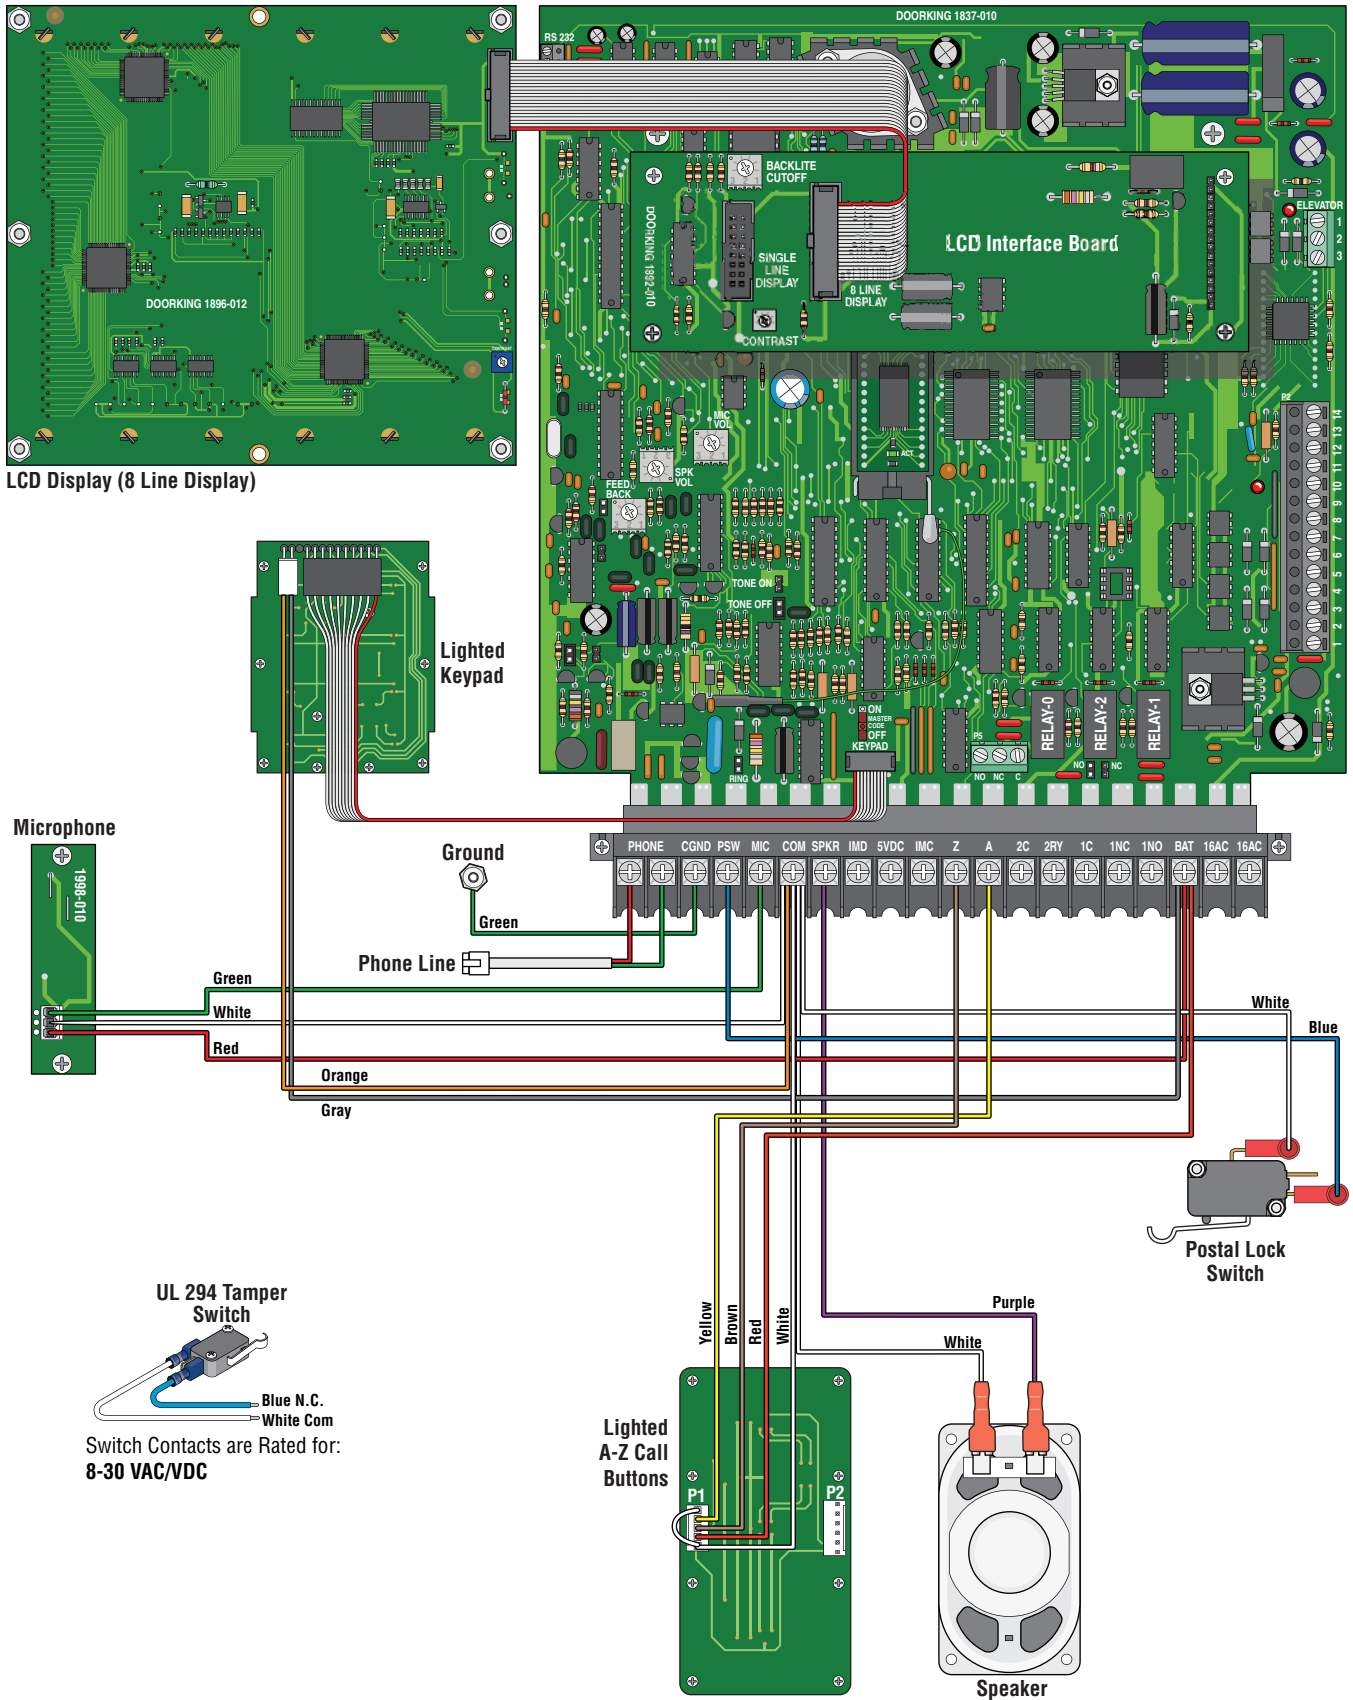 DOORKING 1837-010
RS 232
BACKLITE
CUTOFF
DOORKING 1892-010
SINGLE
LINE
DISPLAY
8 LINE
DISPLAY
CONTRAST
LCD Interface Board
ELEVATOR
1
2
3
DOORKING 1896-012
CONTRAST
LCD Display (8 Line Display)
MIC
VOL
SPK
VOL
FEED
BACK
ACT
P2
14
13
12
11
10
9
8
7
6
5
4
3
2
1
TONE ON
TONE OFF
Lighted
Keypad
ON
MASTER
CODE
OFF
KEYPAD
RING
P5
NO NC C
RELAY-0
RELAY-2
RELAY-1
NO
NC
PHONE CGND PSW MIC COM SPKR IMD 5VDC IMC Z A 2C 2RY 1C 1NC 1NO BAT 16AC 16AC
Microphone
1998-010
Ground
Green
Phone Line
Green
White
Red
Orange
Gray
White
Blue
Postal Lock
Switch
UL 294 Tamper
Switch
Blue N.C.
White Com
Switch Contacts are Rated for:
8-30 VAC/VDC
Yellow
Brown
Red
White
Purple
White
Lighted
A-Z Call
Buttons
P1
P2
Speaker